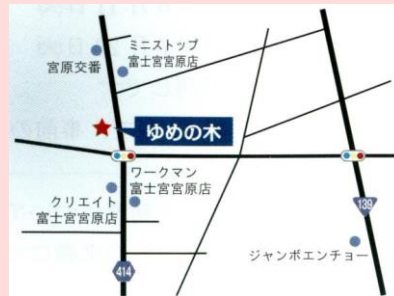 ミニストップ
富士宮宮原店
宮原交番
ゆめの木
ワークマン
富士宮宮原店
クリエイト
富士宮宮原店
139
ジャンボエンチョー
414